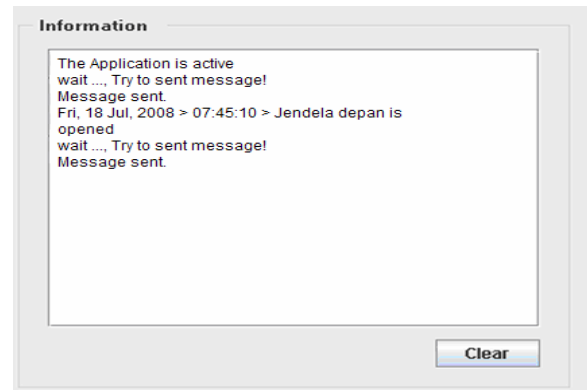 Information
The Application is active
wait ..., Try to sent message!
Message sent.
Fri, 18 Jul, 2008 > 07:45:10 > Jendela depan is
opened
wait ..., Try to sent message!
Message sent.
Clear